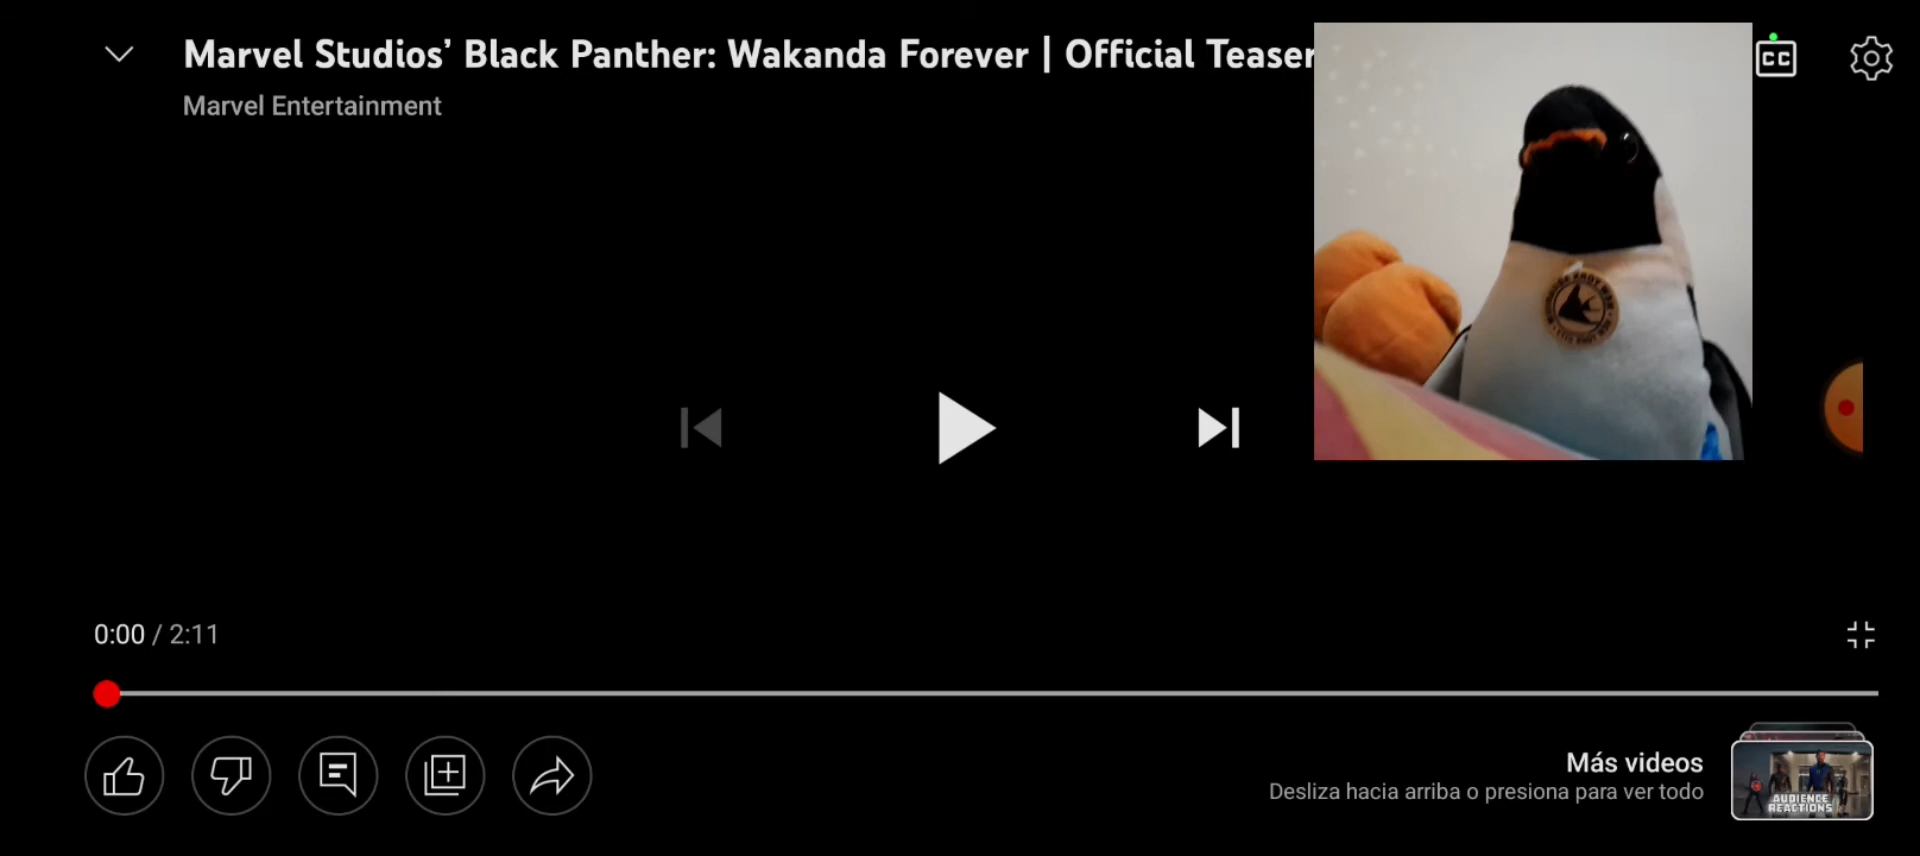 Marvel Studios’ Black Panther: Wakanda Forever | Official Teaser
Marvel Entertainment
CC
0:00 / 2:11
Más videos
Desliza hacia arriba o presiona para ver todo
AUDIENCE
REACTIONS